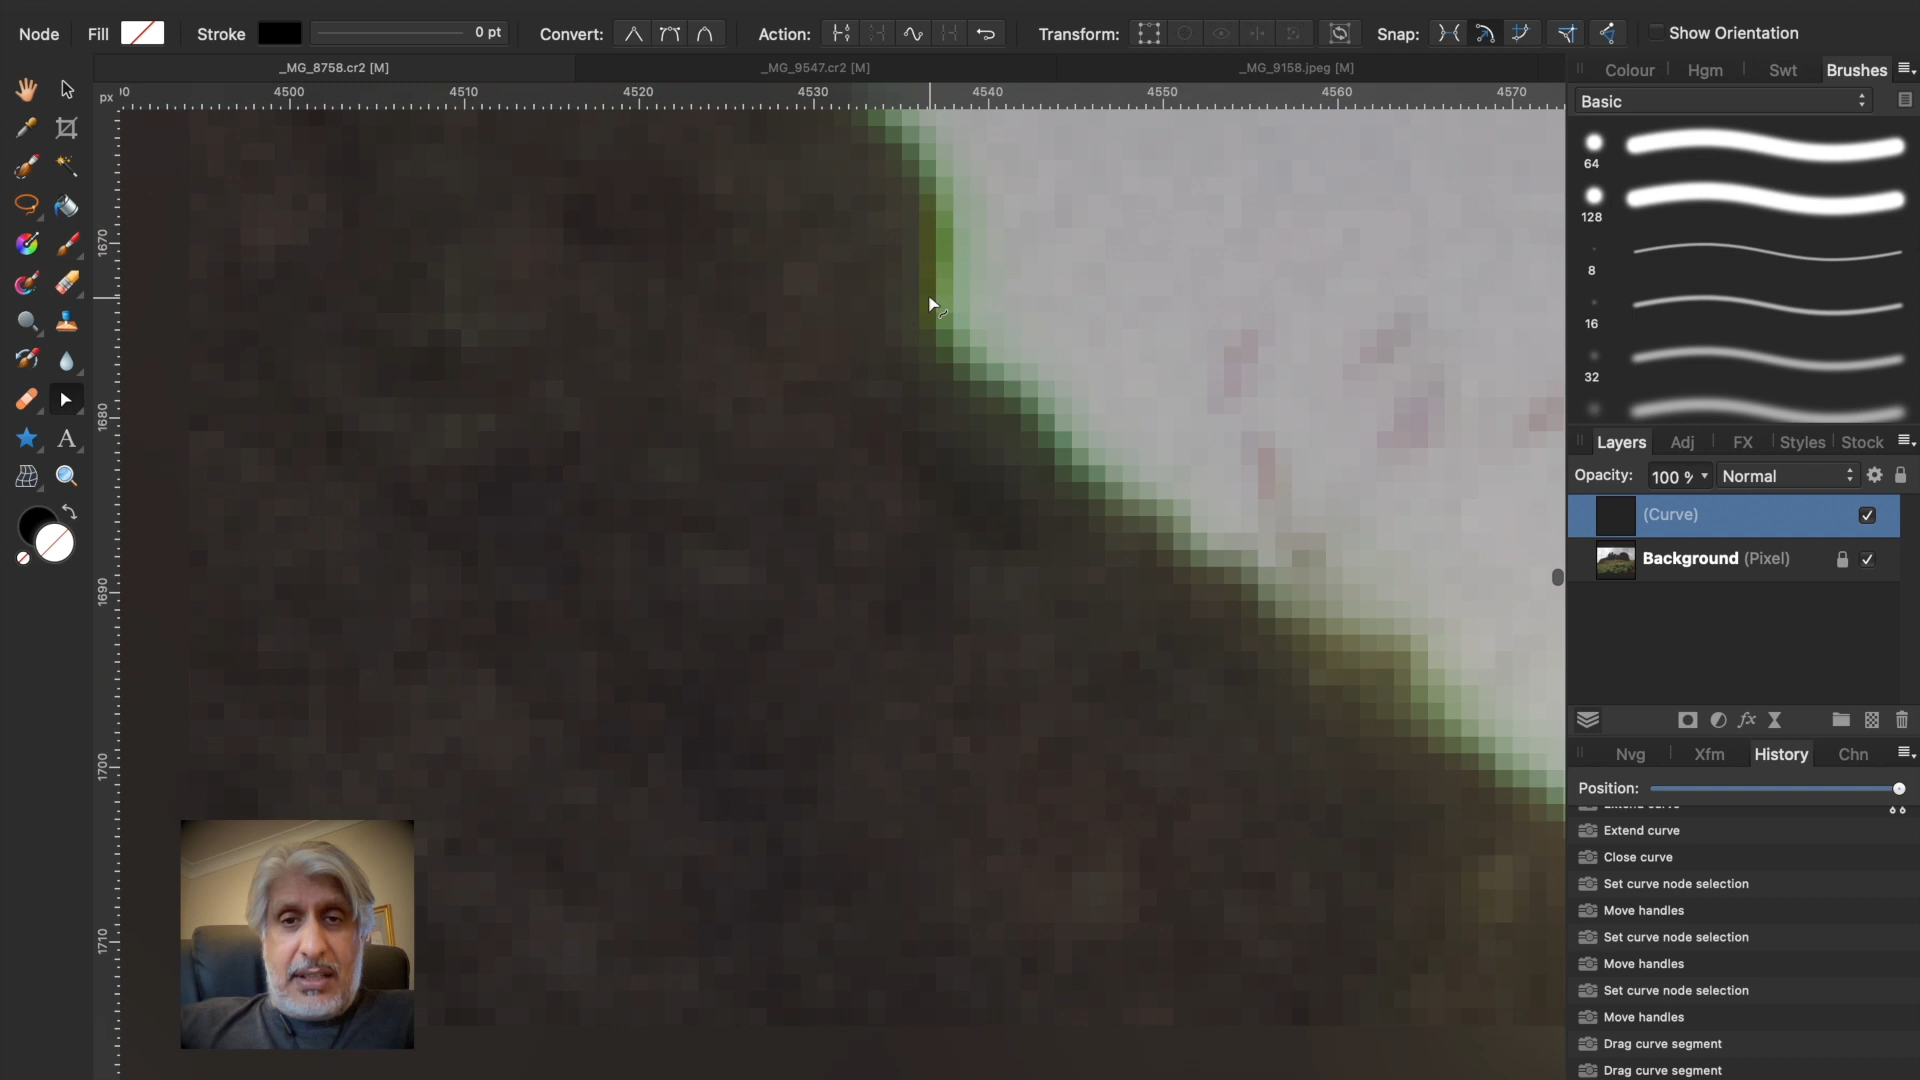 Node Fill Stroke 0 pt Convert: Action: Transform: Snap: Show Orientation
_MG_8758.cr2 [M] _MG_9547.cr2 [M] _MG_9158.jpeg [M]
px 4500 4510 4520 4530 4540 4550 4560 4570
1670
1680
1690
1700
1710
Colour Hgm Swt Brushes
Basic
64
128
8
16
32
Layers Adj FX Styles Stock
Opacity: 100 % Normal
(Curve)
Background (Pixel)
Nvg Xfm History Chn
Position:
Extend curve
Extend curve
Close curve
Set curve node selection
Move handles
Set curve node selection
Move handles
Set curve node selection
Move handles
Drag curve segment
Drag curve segment